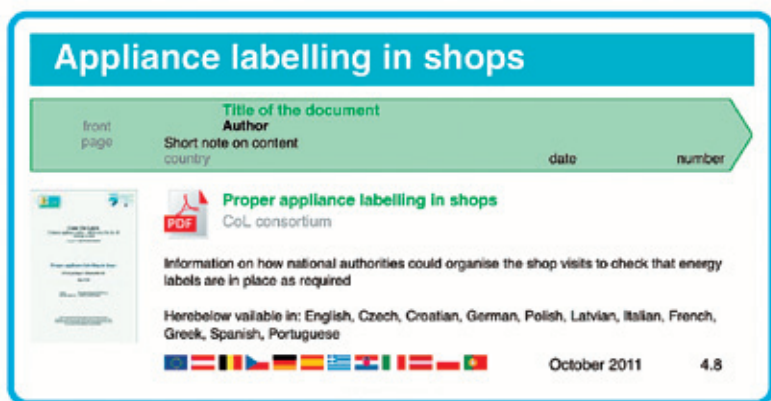 Appliance labelling in shops
Title of the document
front
page
Author
Short note on content
country
date
number
PDF
Proper appliance labelling in shops
CoL consortium
Information on how national authorities could organise the shop visits to check that energy
labels are in place as required
Herebelow vailable in: English, Czech, Croatian, German, Polish, Latvian, Italian, French,
Greek, Spanish, Portuguese
October 2011
4.8